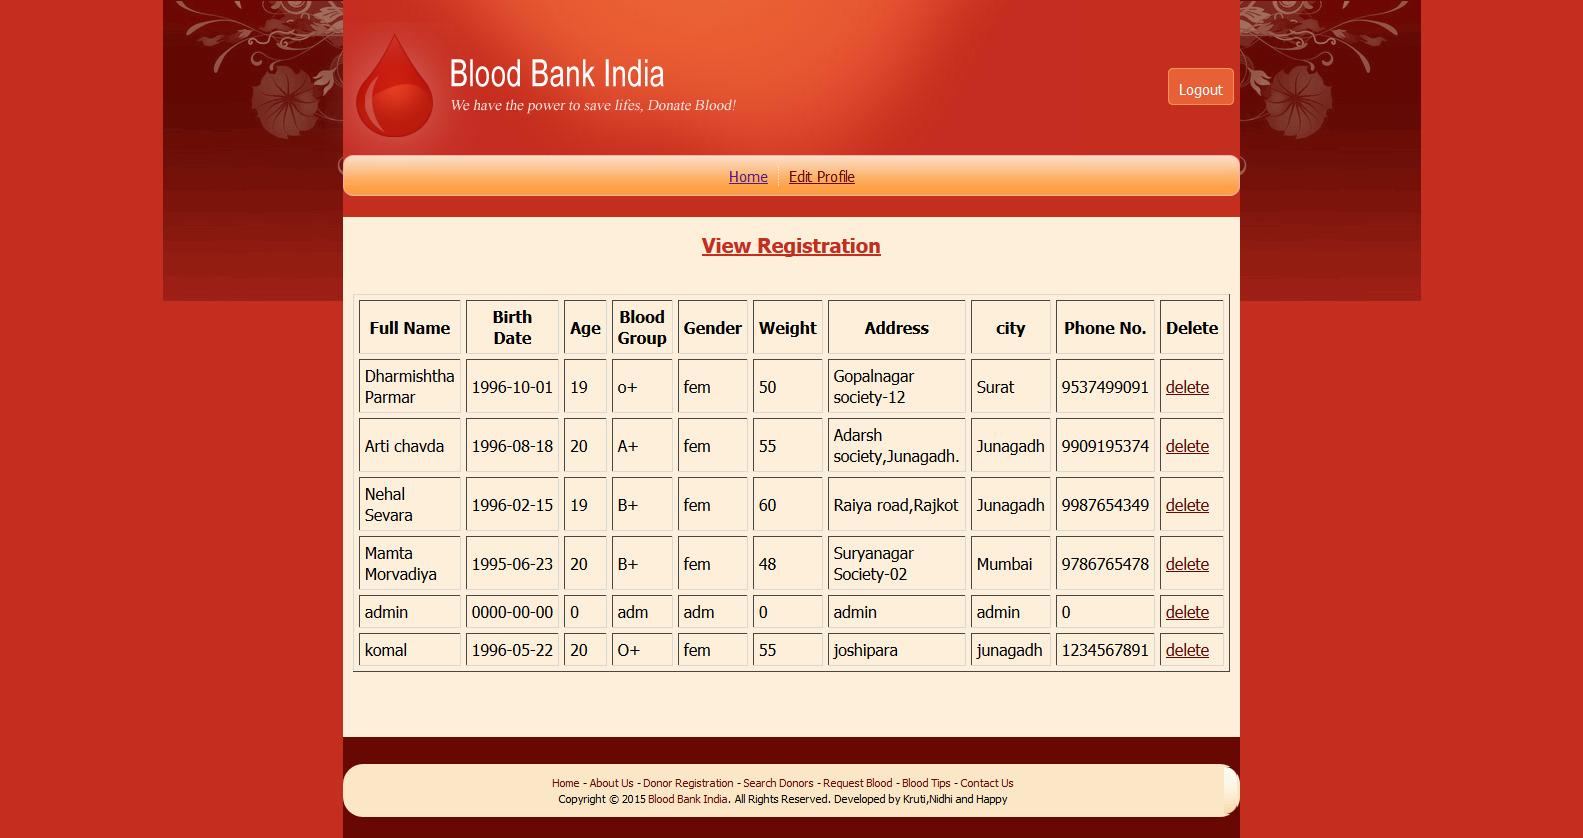 Blood Bank India
We have the power to save lifes, Donate Blood!
Logout
Home Edit Profile
View Registration
Full Name Birth Date Age Blood Group Gender Weight Address city Phone No. Delete
Dharmishtha Parmar 1996-10-01 19 o+ fem 50 Gopalnagar society-12 Surat 9537499091 delete
Arti chavda 1996-08-18 20 A+ fem 55 Adarsh society,Junagadh. Junagadh 9909195374 delete
Nehal Sevara 1996-02-15 19 B+ fem 60 Raiya road,Rajkot Junagadh 9987654349 delete
Mamta Morvadiya 1995-06-23 20 B+ fem 48 Suryanagar Society-02 Mumbai 9786765478 delete
admin 0000-00-00 0 adm adm 0 admin admin 0 delete
komal 1996-05-22 20 O+ fem 55 joshipara junagadh 1234567891 delete
Home - About Us - Donor Registration - Search Donors - Request Blood - Blood Tips - Contact Us
Copyright © 2015 Blood Bank India. All Rights Reserved. Developed by Kruti,Nidhi and Happy